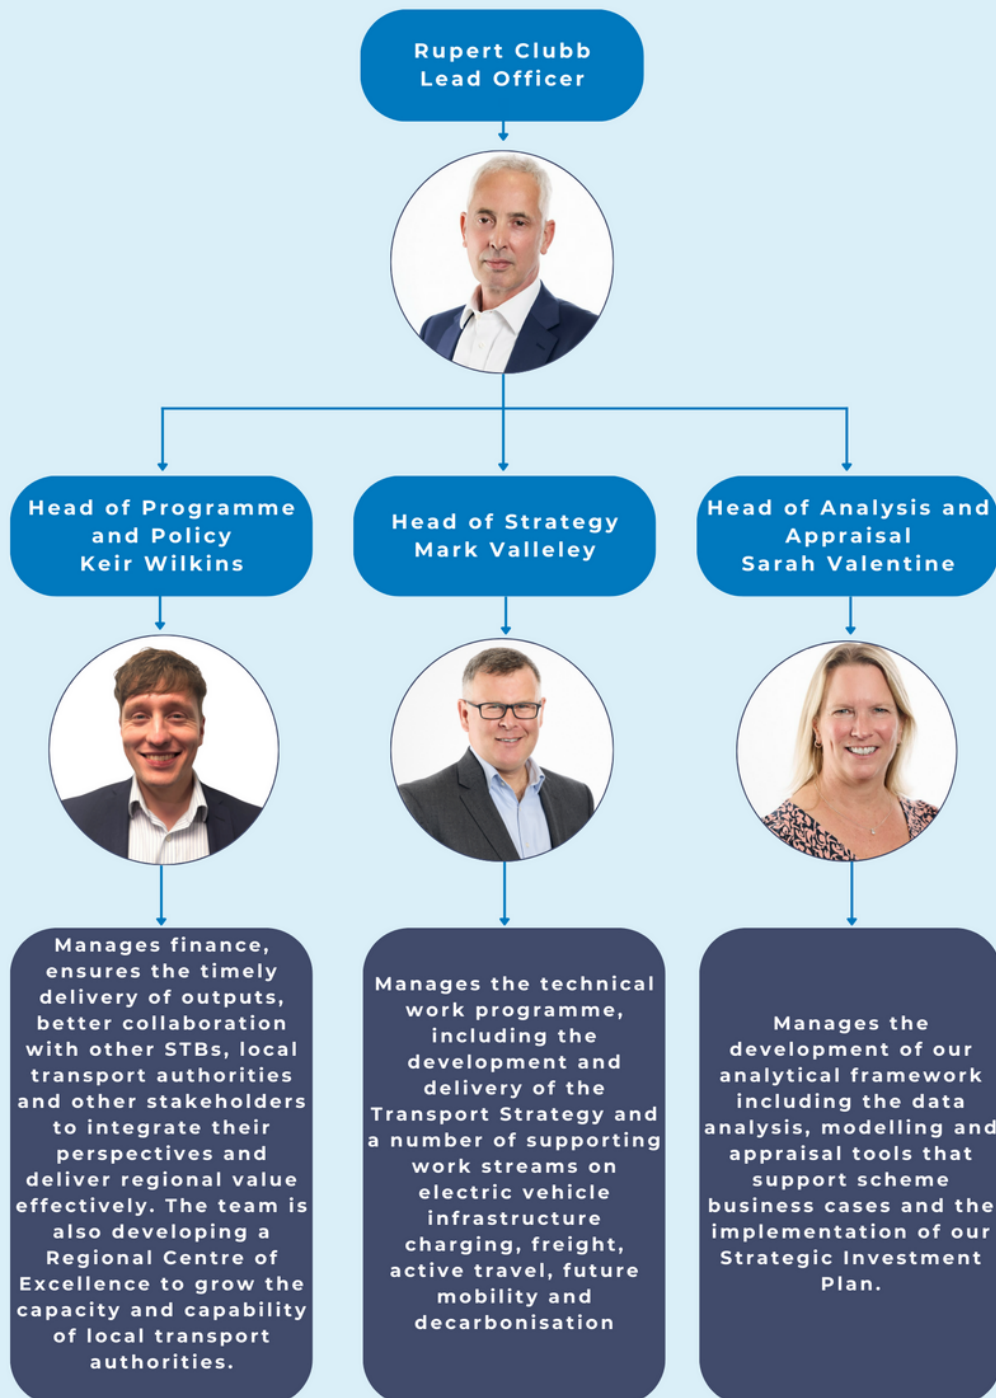 Rupert Clubb
Lead Officer
Head of Programme
and Policy
Keir Wilkins
Head of Strategy
Mark Valleley
Head of Analysis and
Appraisal
Sarah Valentine
Manages finance,
ensures the timely
delivery of outputs,
better collaboration
with other STBs, local
transport authorities
and other stakeholders
to integrate their
perspectives and
deliver regional value
effectively. The team is
also developing a
Regional Centre of
Excellence to grow the
capacity and capability
of local transport
authorities.
Manages the technical
work programme,
including the
development and
delivery of the
Transport Strategy and
a number of supporting
work streams on
electric vehicle
infrastructure
charging, freight,
active travel, future
mobility and
decarbonisation
Manages the
development of our
analytical framework
including the data
analysis, modelling and
appraisal tools that
support scheme
business cases and the
implementation of our
Strategic Investment
Plan.